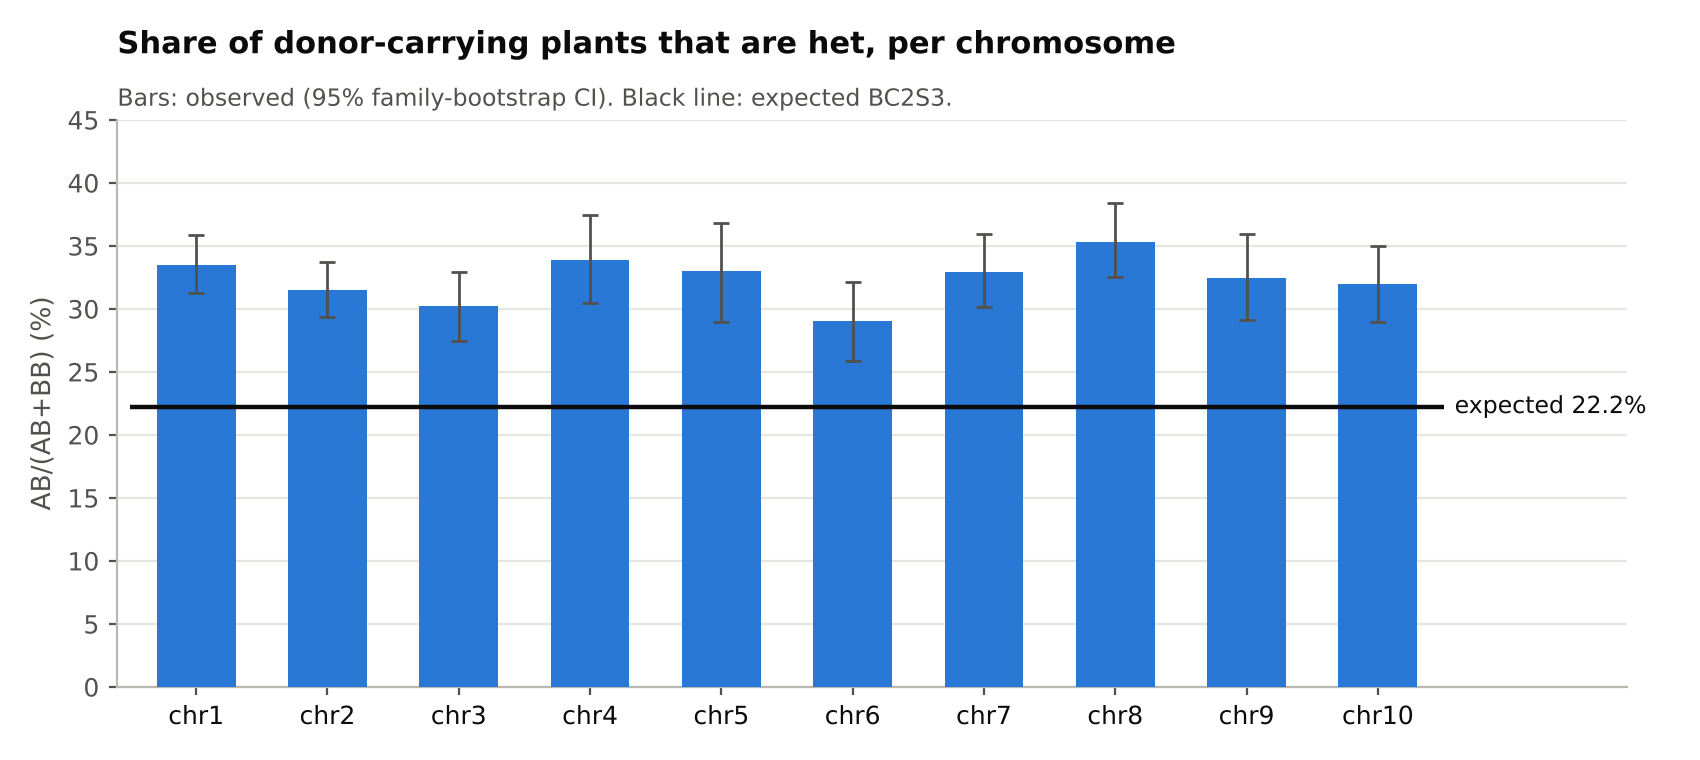 Share of donor-carrying plants that are het, per chromosome
Bars: observed (95% family-bootstrap CI). Black line: expected BC2S3.
AB/(AB+BB) (%)
45
40
35
30
25
20
15
10
5
0
expected 22.2%
chr1 chr2 chr3 chr4 chr5 chr6 chr7 chr8 chr9 chr10